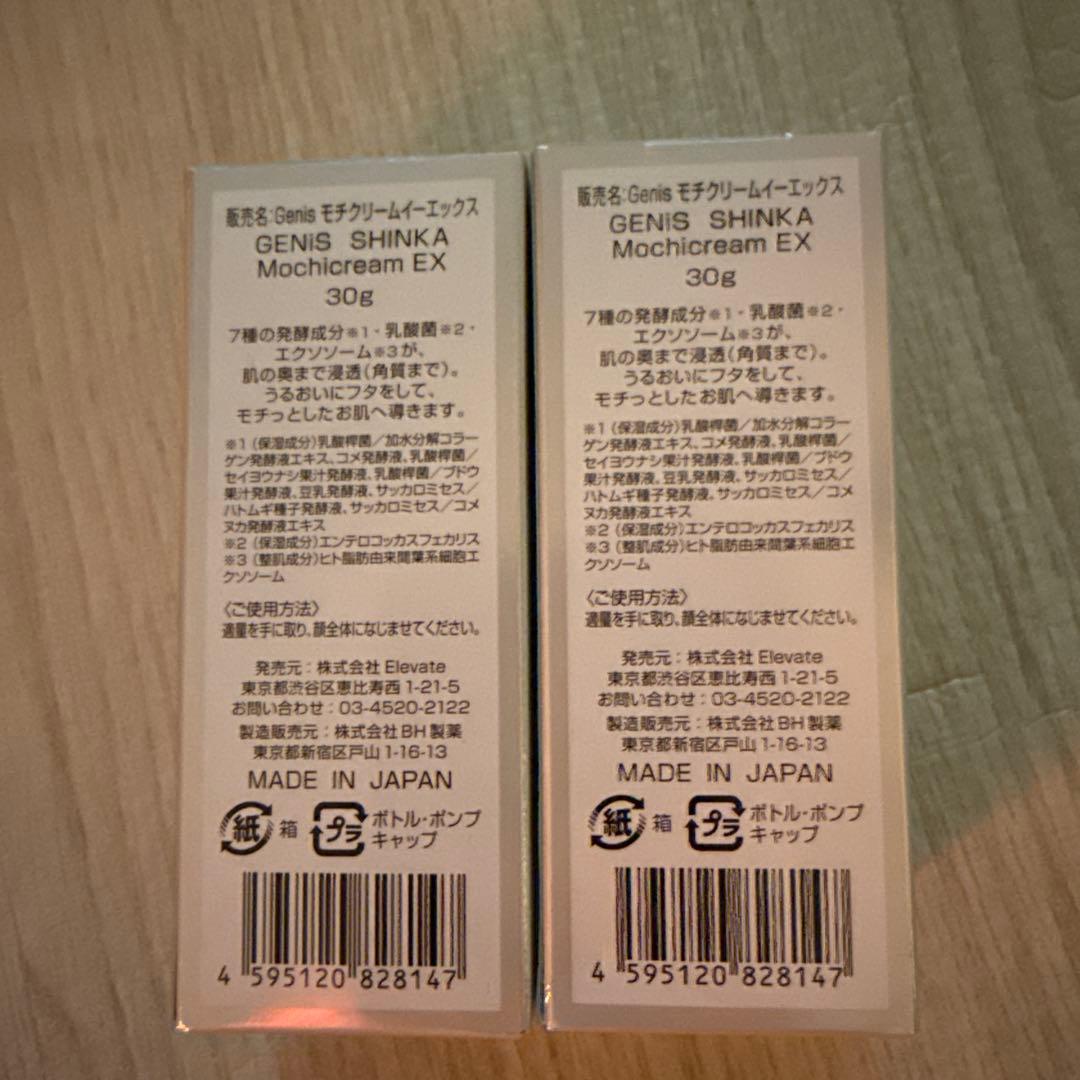 販売名:Genis モチクリームイーエックス
GENiS SHINKA
Mochicream EX
30g
7種の発酵成分※1・乳酸菌※2・
エクソソーム※3が、
肌の奥まで浸透(角質まで)。
うるおいにフタをして、
モチっとしたお肌へ導きます。
※1(保湿成分)乳酸桿菌/加水分解コラー
ゲン発酵液エキス、コメ発酵液、乳酸桿菌/
セイヨウナシ果汁発酵液、乳酸桿菌/ブドウ
果汁発酵液、豆乳発酵液、サッカロミセス/
ハトムギ種子発酵液、サッカロミセス/コメ
ヌカ発酵液エキス
※2(保湿成分)エンテロコッカスフェカリス
※3(整肌成分)ヒト脂肪由来間葉系細胞エ
クソソーム
〈ご使用方法〉
適量を手に取り、顔全体になじませてください。
発売元:株式会社Elevate
東京都渋谷区恵比寿西1-21-5
お問い合わせ:03-4520-2122
製造販売元:株式会社BH製薬
東京都新宿区戸山1-16-13
MADE IN JAPAN
紙 箱 プラ ボトル・ポンプ
キャップ
4 595120 828147
販売名:Genis モチクリームイーエックス
GENiS SHINKA
Mochicream EX
30g
7種の発酵成分※1・乳酸菌※2・
エクソソーム※3が、
肌の奥まで浸透(角質まで)。
うるおいにフタをして、
モチっとしたお肌へ導きます。
※1(保湿成分)乳酸桿菌/加水分解コラー
ゲン発酵液エキス、コメ発酵液、乳酸桿菌/
セイヨウナシ果汁発酵液、乳酸桿菌/ブドウ
果汁発酵液、豆乳発酵液、サッカロミセス/
ハトムギ種子発酵液、サッカロミセス/コメ
ヌカ発酵液エキス
※2(保湿成分)エンテロコッカスフェカリス
※3(整肌成分)ヒト脂肪由来間葉系細胞エ
クソソーム
〈ご使用方法〉
適量を手に取り、顔全体になじませてください。
発売元:株式会社Elevate
東京都渋谷区恵比寿西1-21-5
お問い合わせ:03-4520-2122
製造販売元:株式会社BH製薬
東京都新宿区戸山1-16-13
MADE IN JAPAN
紙 箱 プラ ボトル・ポンプ
キャップ
4 595120 828147